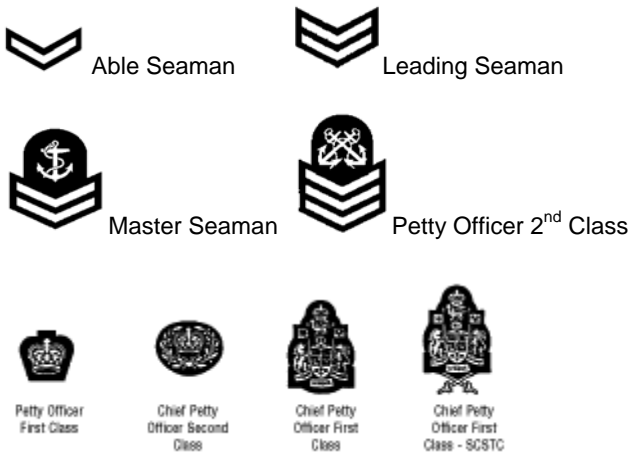 Able Seaman
Leading Seaman
Master Seaman
Petty Officer 2nd Class
Petty Officer
First Class
Chief Petty
Officer Second
Class
Chief Petty
Officer First
Class
Chief Petty
Officer First
Class - SCSTC